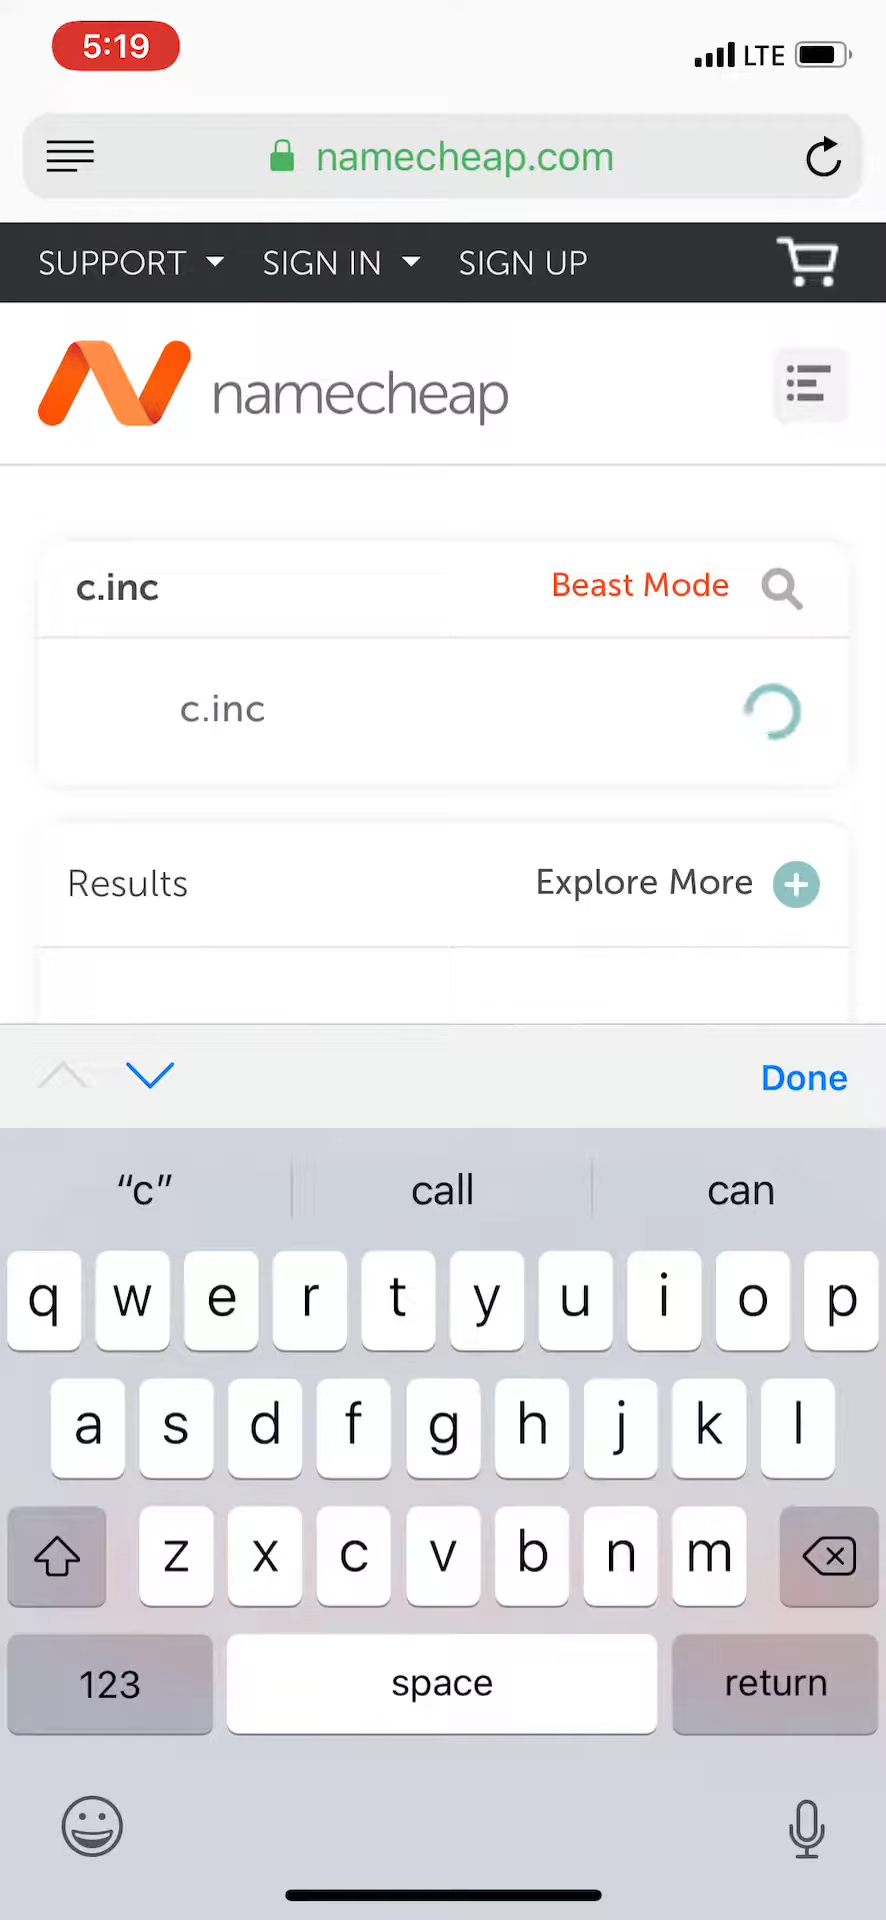 5:19 LTE
namecheap.com
SUPPORT SIGN IN SIGN UP
namecheap
c.inc Beast Mode
c.inc
Results Explore More
Done
“c” call can
q w e r t y u i o p
a s d f g h j k l
z x c v b n m
123 space return